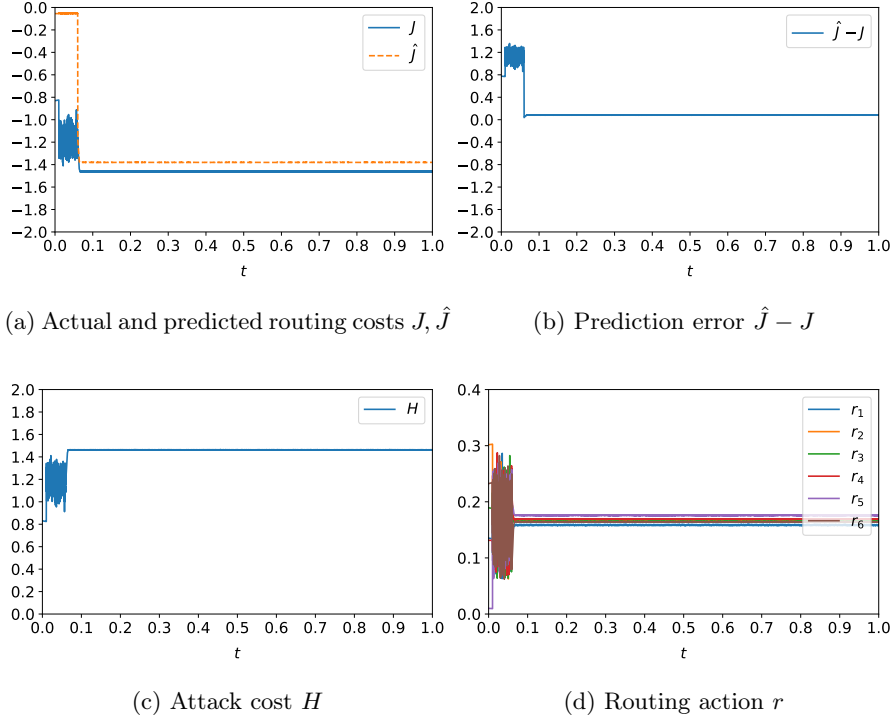 0.0
−0.2
−0.4
−0.6
−0.8
−1.0
−1.2
−1.4
−1.6
−1.8
−2.0
0.0 0.1 0.2 0.3 0.4 0.5 0.6 0.7 0.8 0.9 1.0
t
J
Ĵ
(a) Actual and predicted routing costs J, Ĵ
2.0
1.6
1.2
0.8
0.4
0.0
−0.4
−0.8
−1.2
−1.6
−2.0
0.0 0.1 0.2 0.3 0.4 0.5 0.6 0.7 0.8 0.9 1.0
t
Ĵ − J
(b) Prediction error Ĵ − J
2.0
1.8
1.6
1.4
1.2
1.0
0.8
0.6
0.4
0.2
0.0
0.0 0.1 0.2 0.3 0.4 0.5 0.6 0.7 0.8 0.9 1.0
t
H
(c) Attack cost H
0.4
0.3
0.2
0.1
0.0
0.0 0.1 0.2 0.3 0.4 0.5 0.6 0.7 0.8 0.9 1.0
t
r₁
r₂
r₃
r₄
r₅
r₆
(d) Routing action r